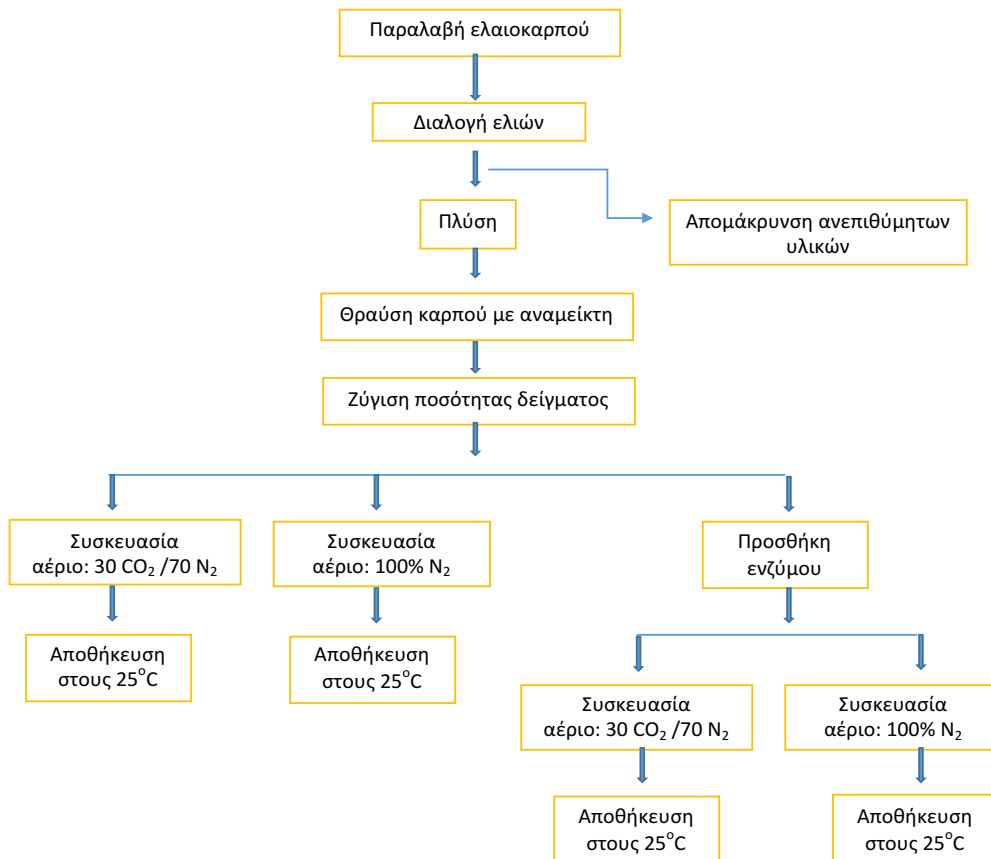 Παραλαβή ελαιοκαρπού
Διαλογή ελιών
Πλύση
Απομάκρυνση ανεπιθύμητων
υλικών
Θραύση καρπού με αναμείκτη
Ζύγιση ποσότητας δείγματος
Συσκευασία
αέριο: 30 CO₂ /70 N₂
Συσκευασία
αέριο: 100% N₂
Προσθήκη
ενζύμου
Αποθήκευση
στους 25°C
Αποθήκευση
στους 25°C
Συσκευασία
αέριο: 30 CO₂ /70 N₂
Συσκευασία
αέριο: 100% N₂
Αποθήκευση
στους 25°C
Αποθήκευση
στους 25°C